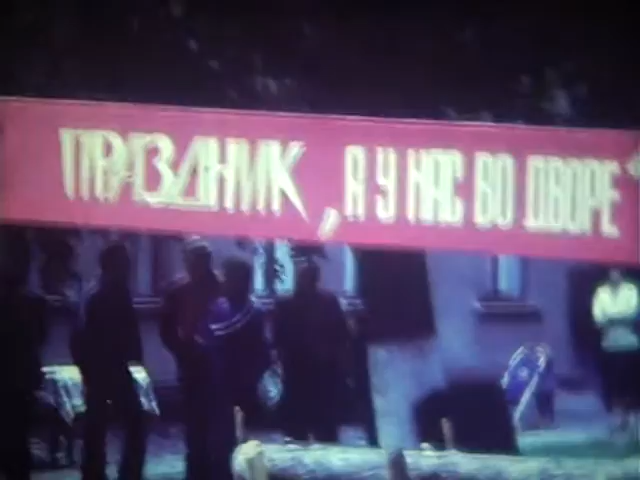 ПРАЗДНИК, А У НАС ВО ДВОРЕ"